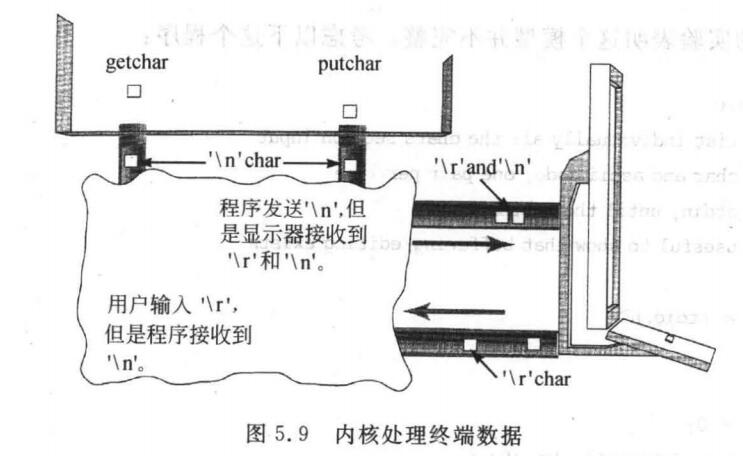 getchar
putchar
'\n'char
'\r'and'\n'
程序发送'\n',但
是显示器接收到
'\r'和'\n'。
用户输入 '\r',
但是程序接收到
'\n'。
'\r'char
图 5.9 内核处理终端数据